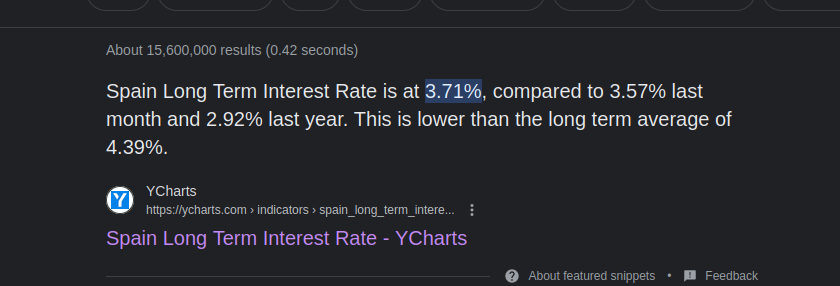 About 15,600,000 results (0.42 seconds)
Spain Long Term Interest Rate is at 3.71%, compared to 3.57% last
month and 2.92% last year. This is lower than the long term average of
4.39%.
YCharts
https://ycharts.com › indicators › spain_long_term_intere...
Spain Long Term Interest Rate - YCharts
About featured snippets • Feedback